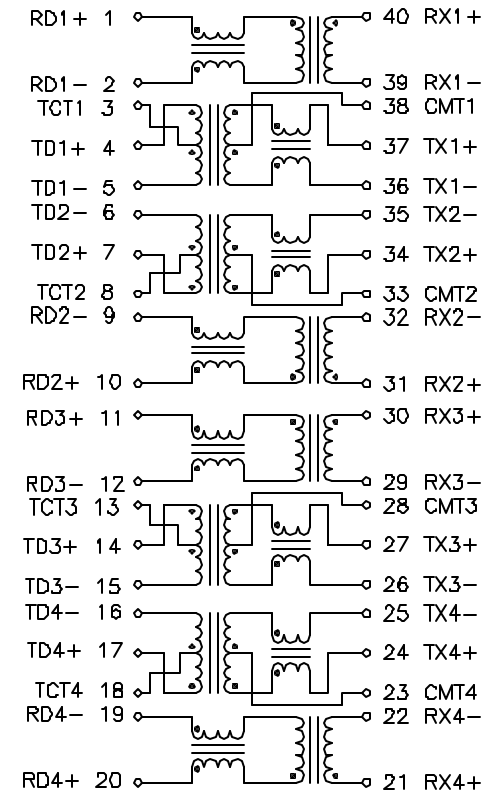 RD1+ 1 40 RX1+
RD1- 2 39 RX1-
TCT1 3 38 CMT1
TD1+ 4 37 TX1+
TD1- 5 36 TX1-
TD2- 6 35 TX2-
TD2+ 7 34 TX2+
TCT2 8 33 CMT2
RD2- 9 32 RX2-
RD2+ 10 31 RX2+
RD3+ 11 30 RX3+
RD3- 12 29 RX3-
TCT3 13 28 CMT3
TD3+ 14 27 TX3+
TD3- 15 26 TX3-
TD4- 16 25 TX4-
TD4+ 17 24 TX4+
TCT4 18 23 CMT4
RD4- 19 22 RX4-
RD4+ 20 21 RX4+